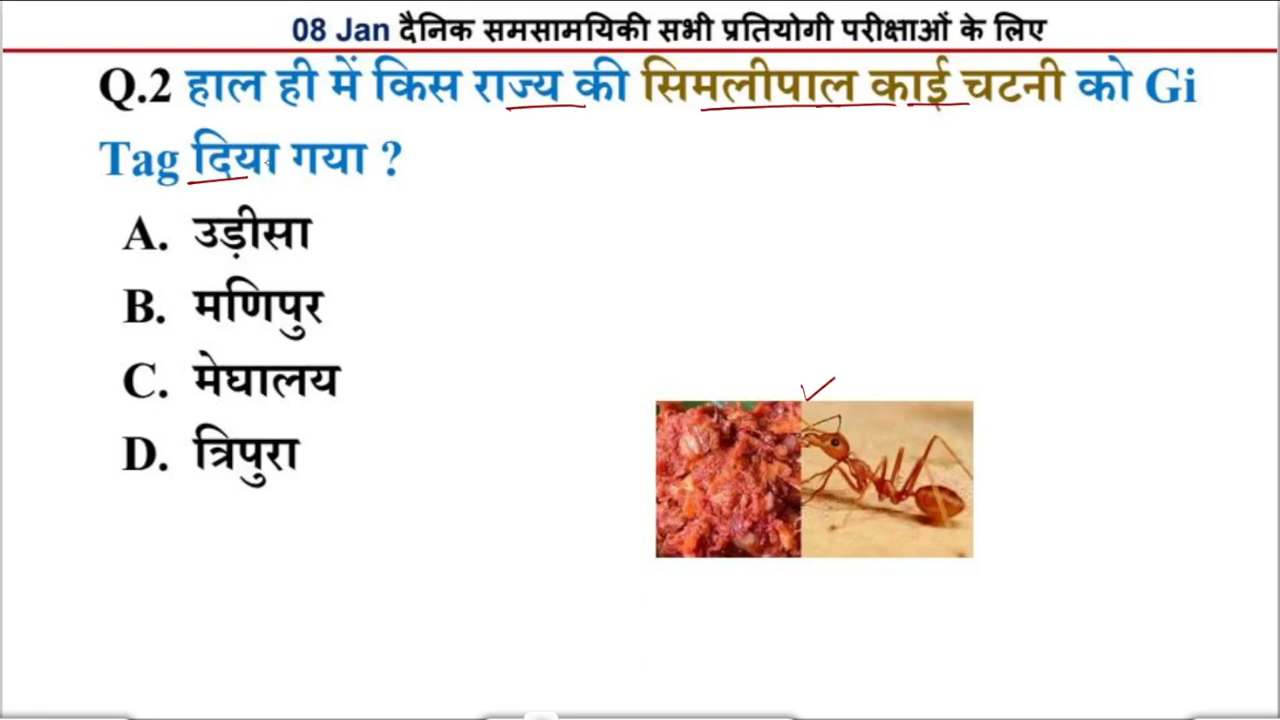 08 Jan दैनिक समसामयिकी सभी प्रतियोगी परीक्षाओं के लिए
Q.2 हाल ही में किस राज्य की सिमलीपाल काई चटनी को Gi
Tag दिया गया ?
A. उड़ीसा
B. मणिपुर
C. मेघालय
D. त्रिपुरा